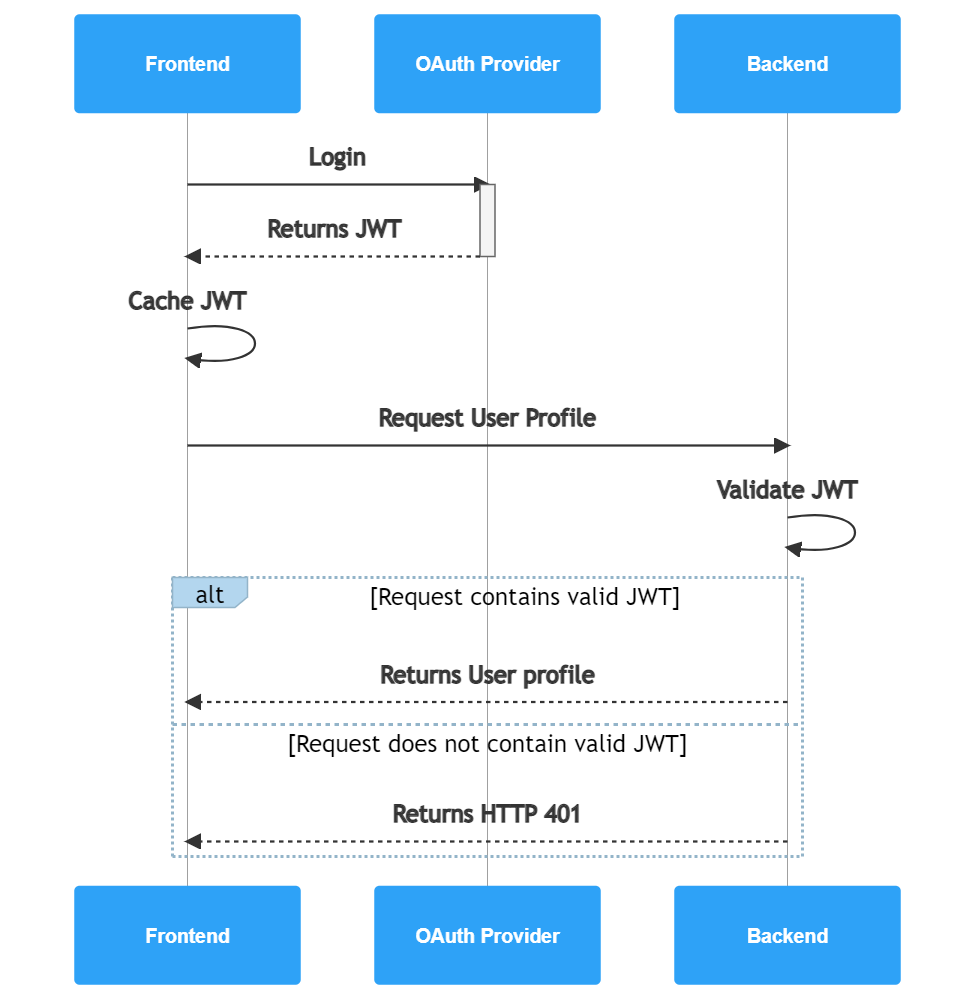 Frontend
OAuth Provider
Backend
Login
Returns JWT
Cache JWT
Request User Profile
Validate JWT
alt
[Request contains valid JWT]
Returns User profile
[Request does not contain valid JWT]
Returns HTTP 401
Frontend
OAuth Provider
Backend